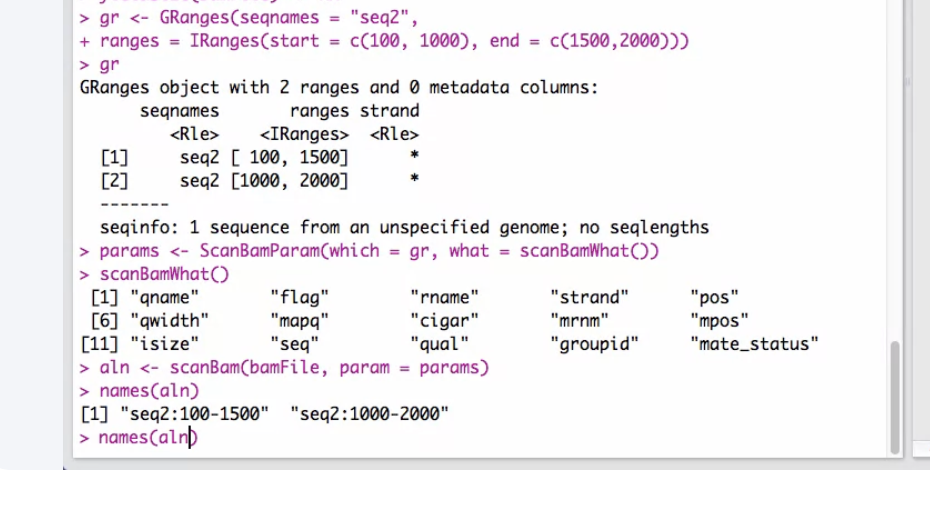 > gr <- GRanges(seqnames = "seq2",
+ ranges = IRanges(start = c(100, 1000), end = c(1500,2000)))
> gr
GRanges object with 2 ranges and 0 metadata columns:
seqnames ranges strand
<Rle> <IRanges> <Rle>
[1] seq2 [ 100, 1500] *
[2] seq2 [1000, 2000] *
-------
seqinfo: 1 sequence from an unspecified genome; no seqlengths
> params <- ScanBamParam(which = gr, what = scanBamWhat())
> scanBamWhat()
[1] "qname" "flag" "rname" "strand" "pos"
[6] "qwidth" "mapq" "cigar" "mrnm" "mpos"
[11] "isize" "seq" "qual" "groupid" "mate_status"
> aln <- scanBam(bamFile, param = params)
> names(aln)
[1] "seq2:100-1500" "seq2:1000-2000"
> names(aln)